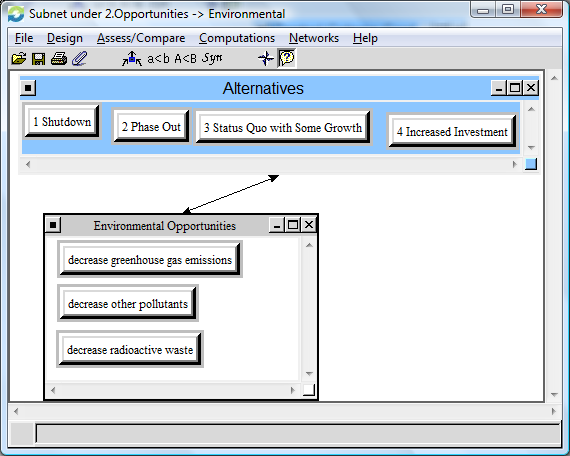 Subnet under 2.Opportunities -> Environmental
File Design Assess/Compare Computations Networks Help
a<b A<B Syn
Alternatives
1 Shutdown
2 Phase Out
3 Status Quo with Some Growth
4 Increased Investment
Environmental Opportunities
decrease greenhouse gas emissions
decrease other pollutants
decrease radioactive waste